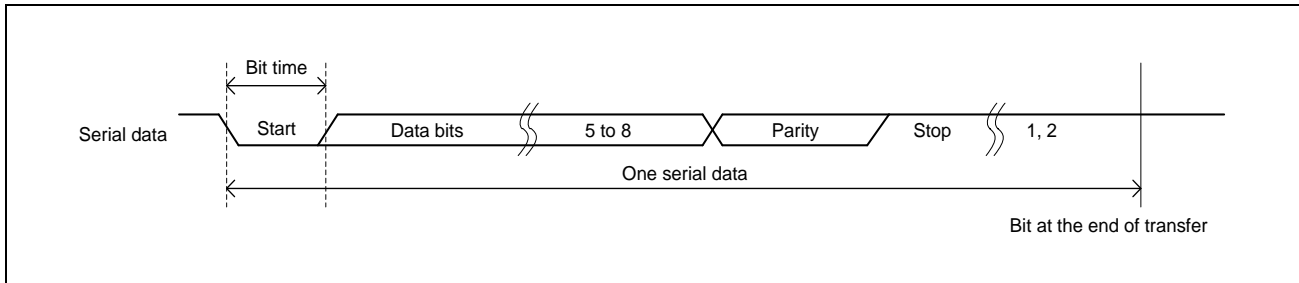 Bit time
Serial data Start Data bits 5 to 8 Parity Stop 1, 2
One serial data
Bit at the end of transfer